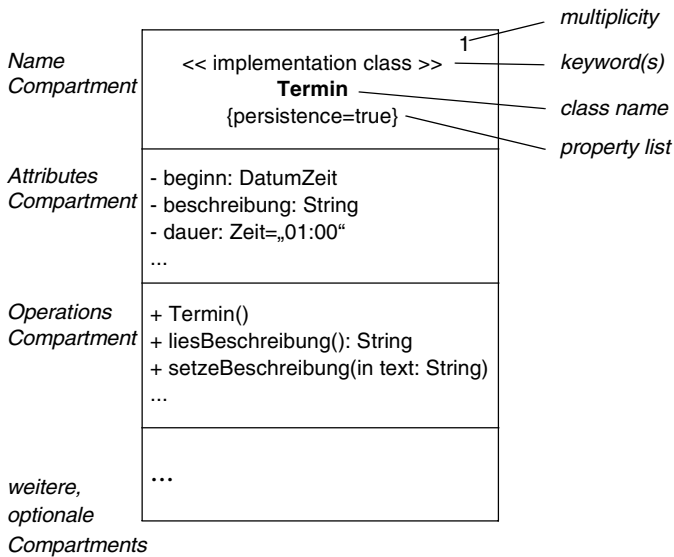 multiplicity
1
Name
Compartment
<< implementation class >>
keyword(s)
Termin
class name
{persistence=true}
property list
Attributes
Compartment
- beginn: DatumZeit
- beschreibung: String
- dauer: Zeit=„01:00“
...
Operations
Compartment
+ Termin()
+ liesBeschreibung(): String
+ setzeBeschreibung(in text: String)
...
...
weitere,
optionale
Compartments